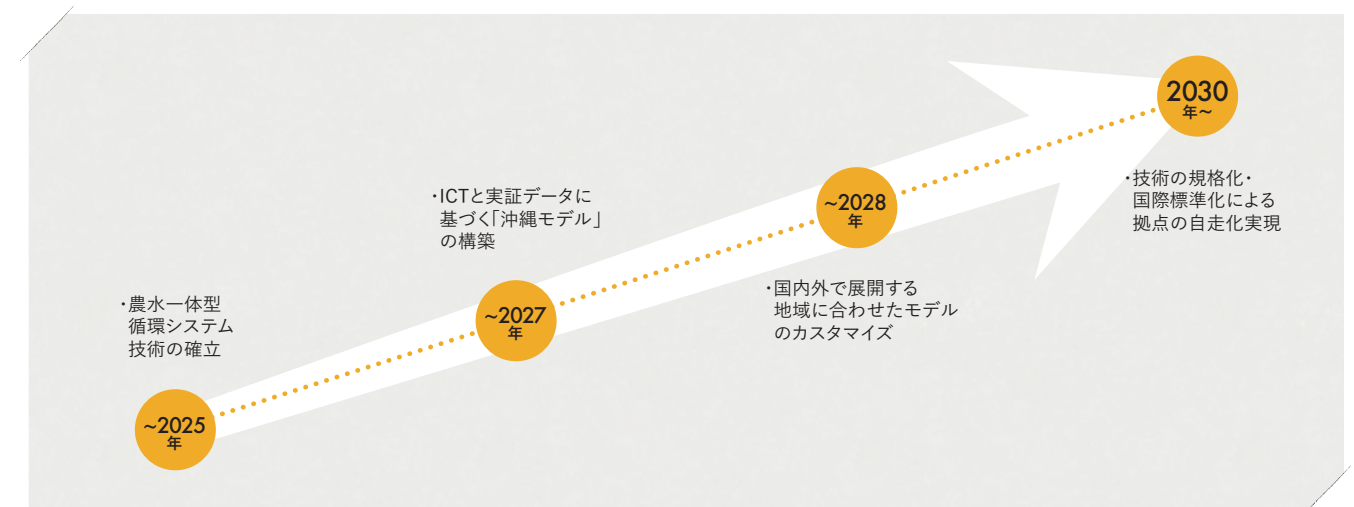 ~2025
年
・農水一体型
循環システム
技術の確立
~2027
年
・ICTと実証データに
基づく「沖縄モデル」
の構築
~2028
年
・国内外で展開する
地域に合わせたモデル
のカスタマイズ
2030
年~
・技術の規格化・
国際標準化による
拠点の自走化実現